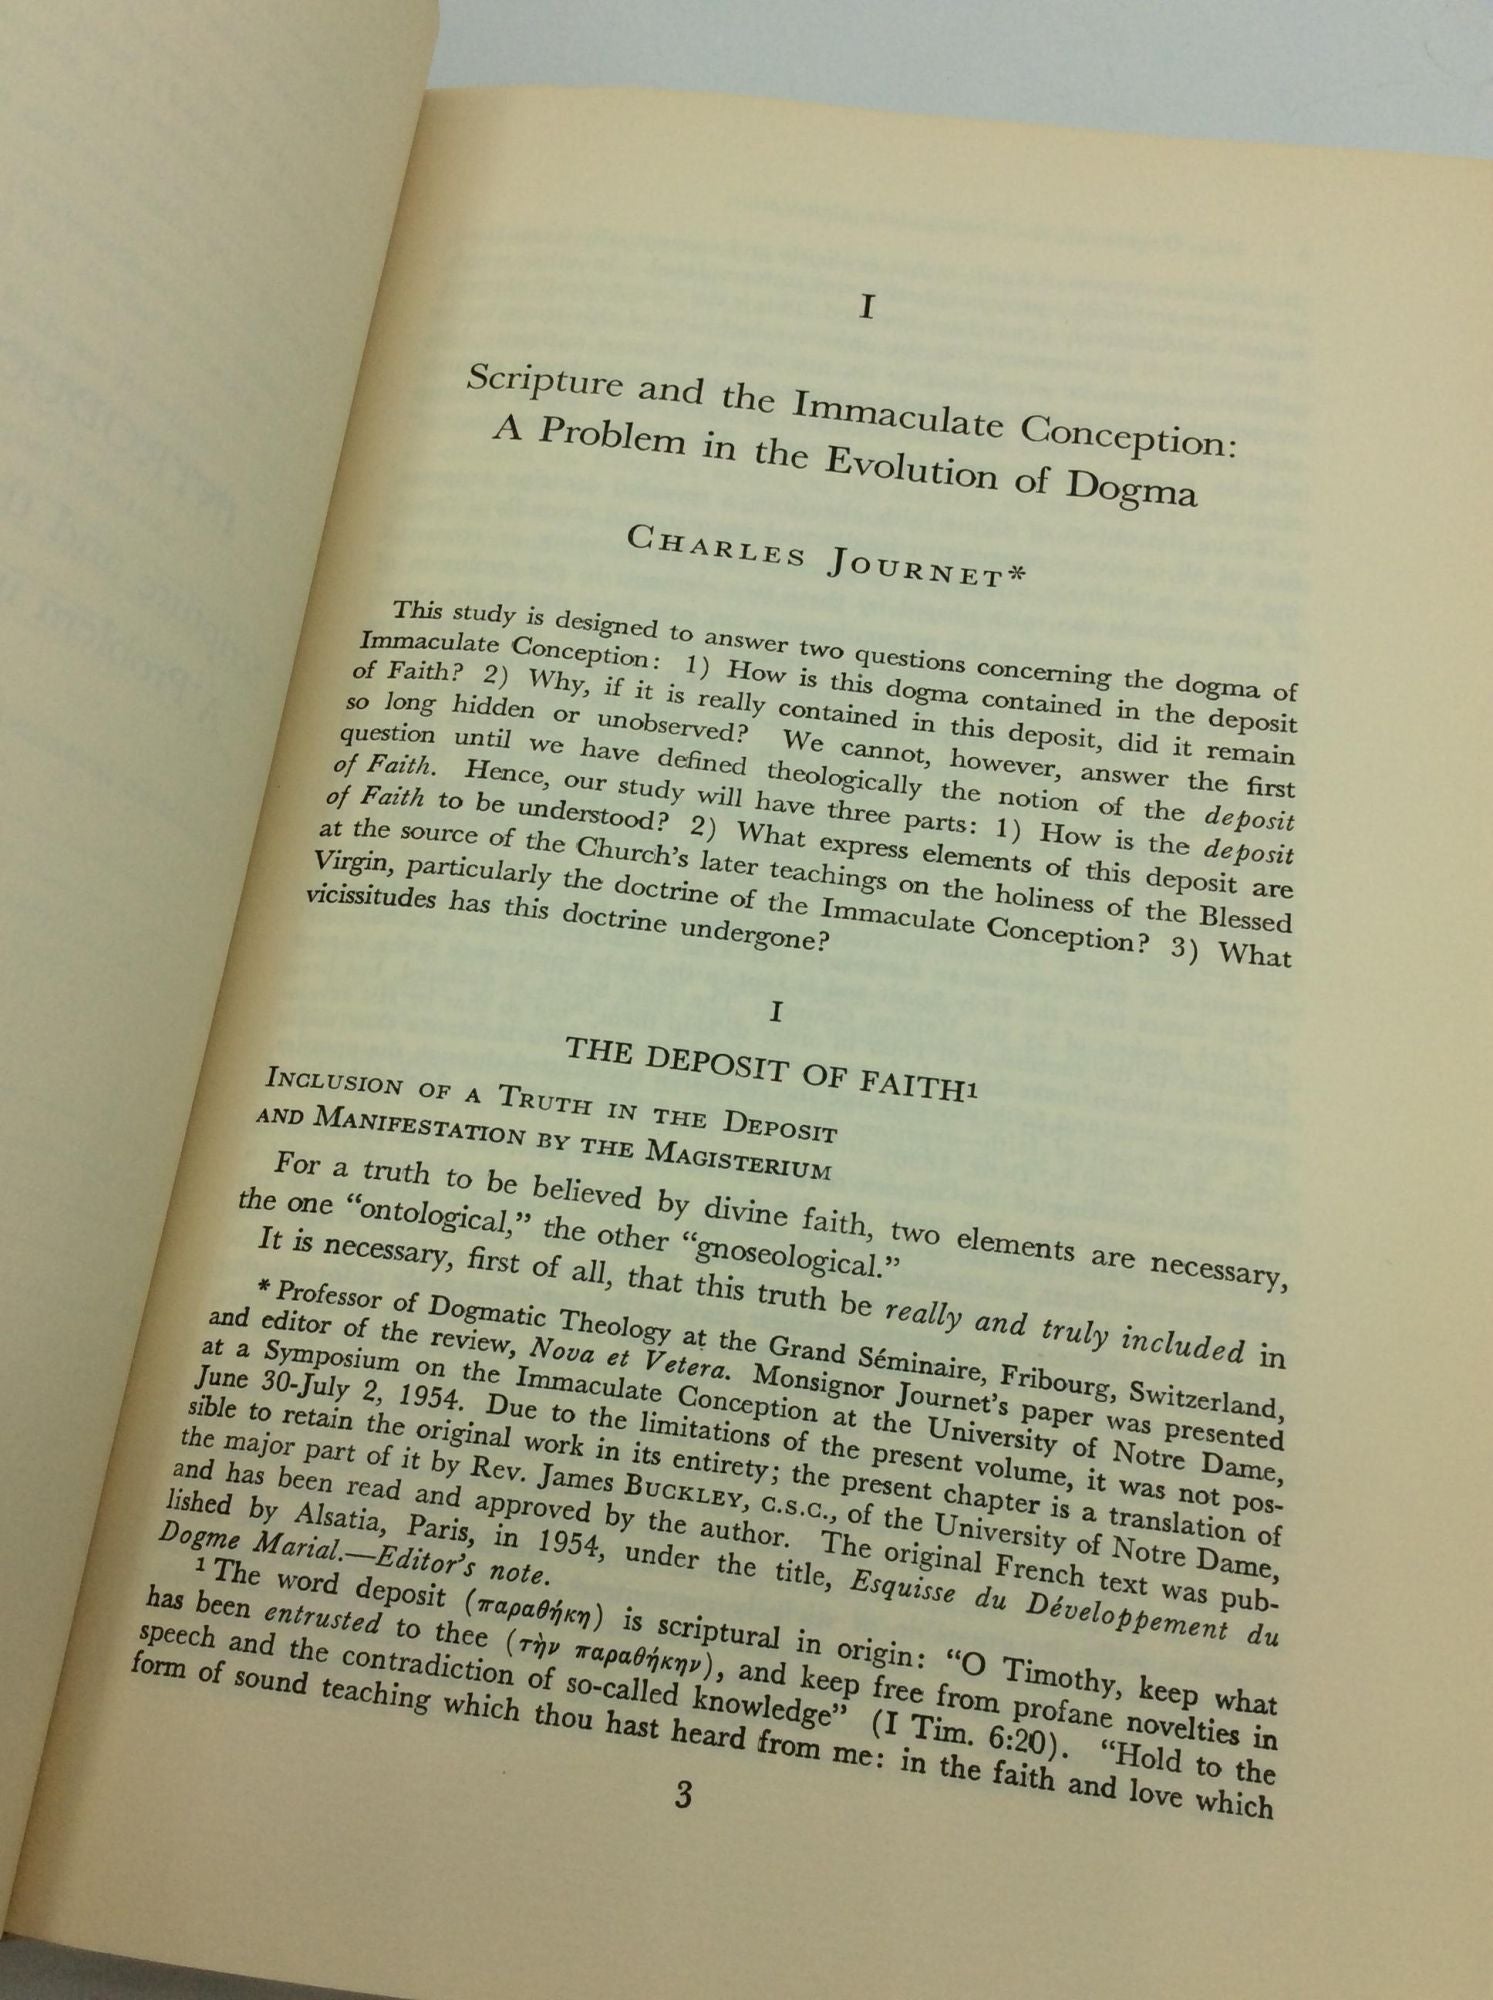 I
Scripture and the Immaculate Conception:
A Problem in the Evolution of Dogma
CHARLES JOURNET*
This study is designed to answer two questions concerning the dogma of
Immaculate Conception: 1) How is this dogma contained in the deposit
of Faith? 2) Why, if it is really contained in this deposit, did it remain
so long hidden or unobserved? We cannot, however, answer the first
question until we have defined theologically the notion of the deposit
of Faith. Hence, our study will have three parts: 1) How is the deposit
of Faith to be understood? 2) What express elements of this deposit are
at the source of the Church's later teachings on the holiness of the Blessed
Virgin, particularly the doctrine of the Immaculate Conception? 3) What
vicissitudes has this doctrine undergone?
I
THE DEPOSIT OF FAITH¹
INCLUSION OF A TRUTH IN THE DEPOSIT
AND MANIFESTATION BY THE MAGISTERIUM
For a truth to be believed by divine faith, two elements are necessary,
the one “ontological,” the other “gnoseological.”
It is necessary, first of all, that this truth be really and truly included in
* Professor of Dogmatic Theology at the Grand Séminaire, Fribourg, Switzerland,
and editor of the review, Nova et Vetera. Monsignor Journet's paper was presented
at a Symposium on the Immaculate Conception at the University of Notre Dame,
June 30-July 2, 1954. Due to the limitations of the present volume, it was not pos-
sible to retain the original work in its entirety; the present chapter is a translation of
the major part of it by Rev. James BUCKLEY, C.S.C., of the University of Notre Dame,
and has been read and approved by the author. The original French text was pub-
lished by Alsatia, Paris, in 1954, under the title, Esquisse du Développement du
Dogme Marial.—Editor's note.
¹ The word deposit (παραθήκη) is scriptural in origin: “O Timothy, keep what
has been entrusted to thee (τὴν παραθήκην), and keep free from profane novelties in
speech and the contradiction of so-called knowledge” (I Tim. 6:20). “Hold to the
form of sound teaching which thou hast heard from me: in the faith and love which
3